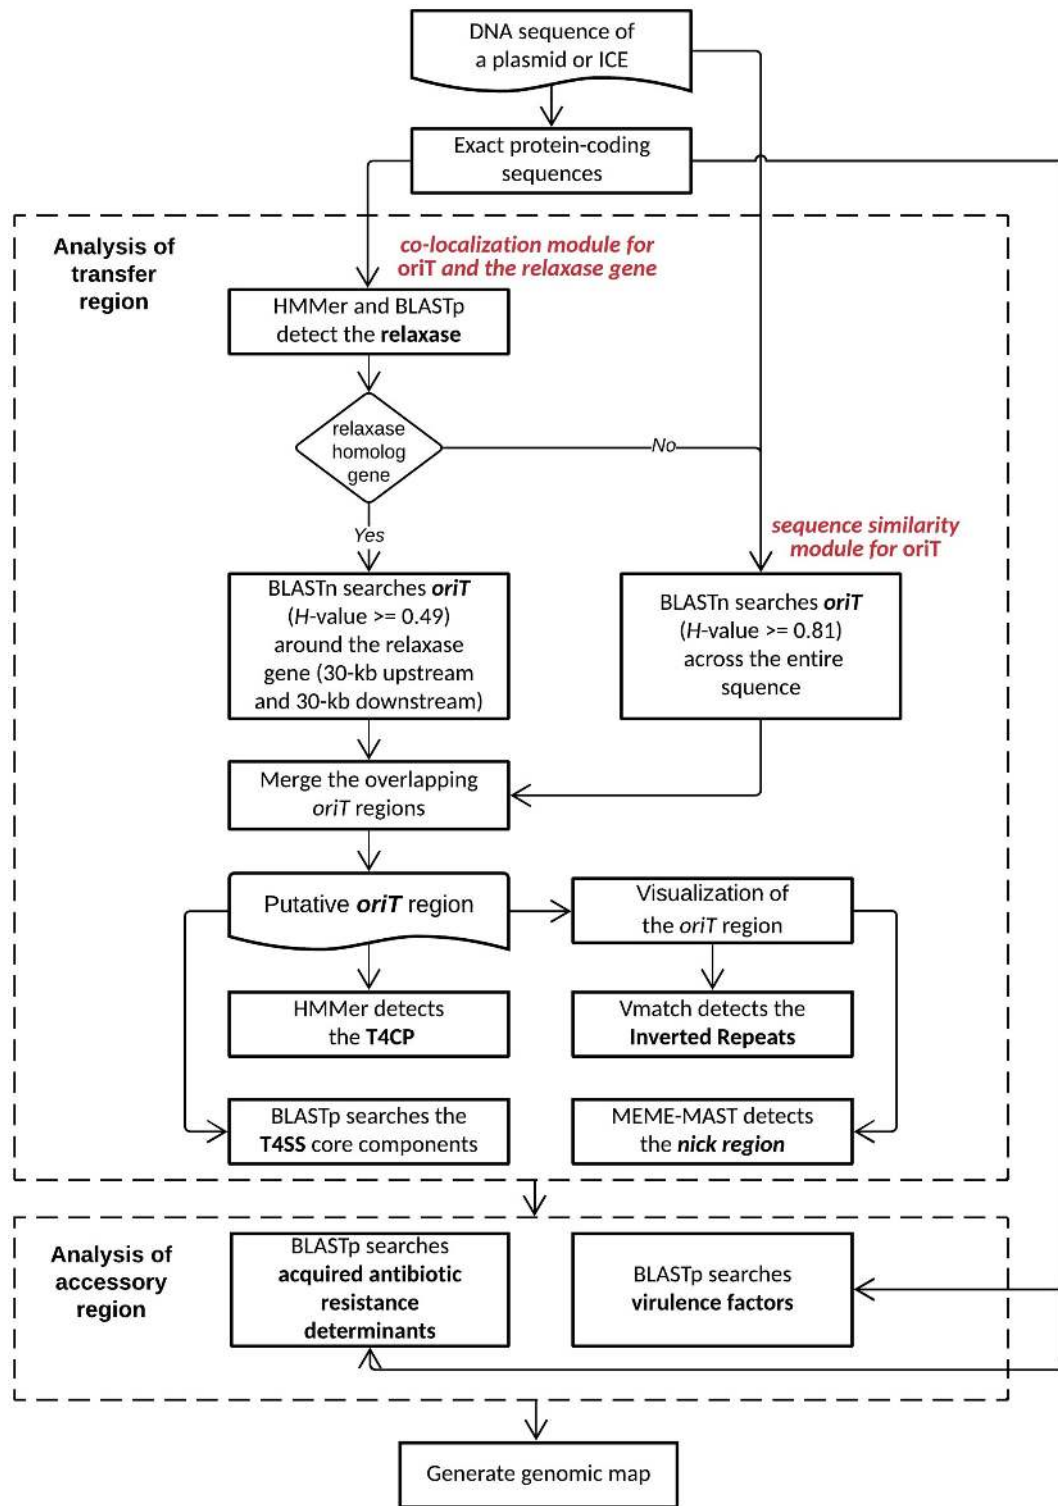 DNA sequence of
a plasmid or ICE
Exact protein-coding
sequences
Analysis of
transfer
region
co-localization module for
oriT and the relaxase gene
HMMer and BLASTp
detect the relaxase
relaxase
homolog
gene
No
Yes
sequence similarity
module for oriT
BLASTn searches oriT
(H-value >= 0.49)
around the relaxase
gene (30-kb upstream
and 30-kb downstream)
BLASTn searches oriT
(H-value >= 0.81)
across the entire
squence
Merge the overlapping
oriT regions
Putative oriT region
Visualization of
the oriT region
HMMer detects
the T4CP
Vmatch detects the
Inverted Repeats
BLASTp searches the
T4SS core components
MEME-MAST detects
the nick region
Analysis of
accessory
region
BLASTp searches
acquired antibiotic
resistance
determinants
BLASTp searches
virulence factors
Generate genomic map